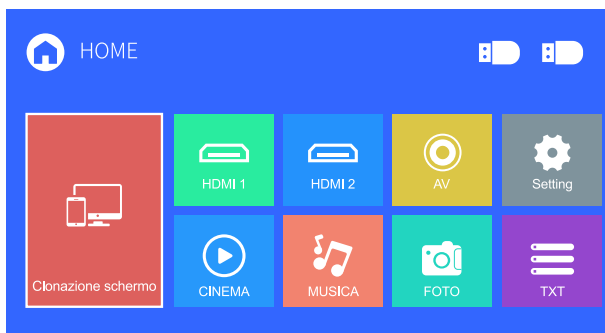 HOME
HDMI 1
HDMI 2
AV
Setting
Clonazione schermo
CINEMA
MUSICA
FOTO
TXT